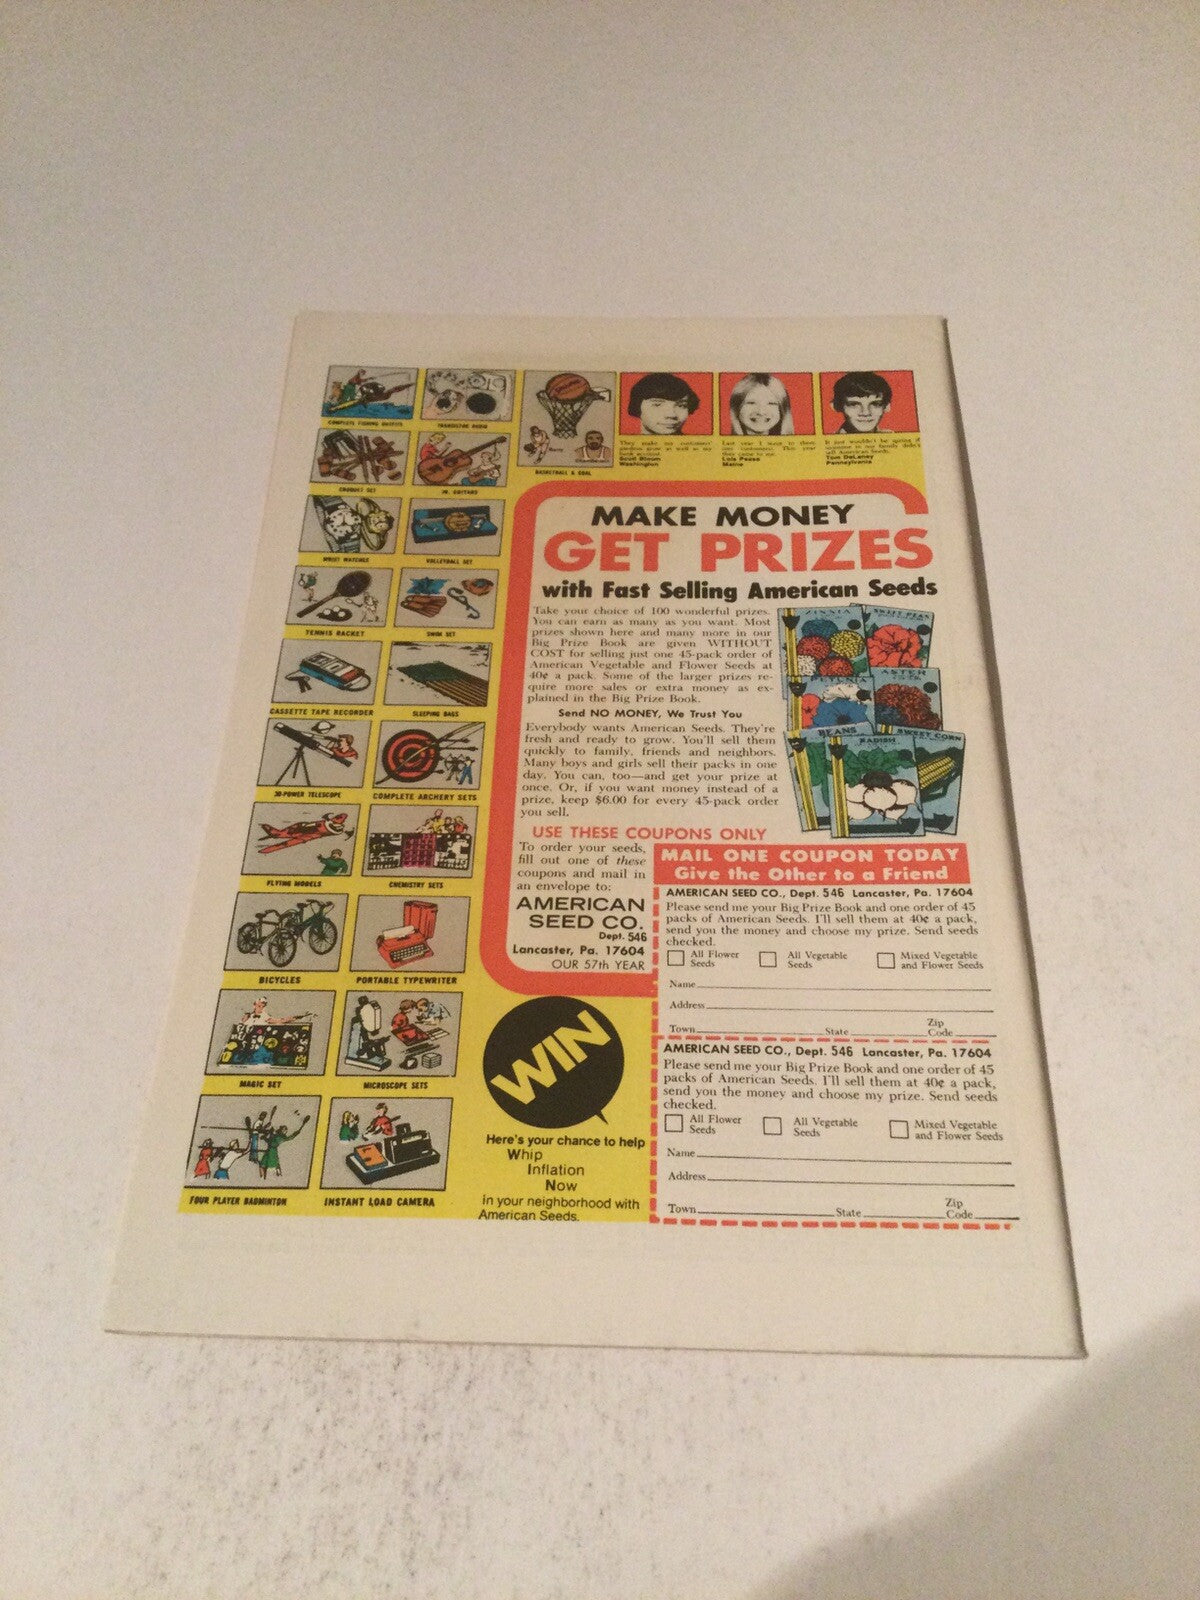 COMPLETE FISHING OUTFITS
TRANSISTOR RADIO
BASKETBALL & GOAL
CROQUET SET
JR. GUITARS
WRIST WATCHES
VOLLEYBALL SET
TENNIS RACKET
SWIM SET
CASSETTE TAPE RECORDER
SLEEPING BAGS
30-POWER TELESCOPE
COMPLETE ARCHERY SETS
FLYING MODELS
CHEMISTRY SETS
BICYCLES
PORTABLE TYPEWRITER
MAGIC SET
MICROSCOPE SETS
FOUR PLAYER BADMINTON
INSTANT LOAD CAMERA
Scott Bloom
Washington
Lois Pease
Maine
Tom DeLaney
Pennsylvania
MAKE MONEY
GET PRIZES
with Fast Selling American Seeds
Take your choice of 100 wonderful prizes.
You can earn as many as you want. Most
prizes shown here and many more in our
Big Prize Book are given WITHOUT
COST for selling just one 45-pack order of
American Vegetable and Flower Seeds at
40¢ a pack. Some of the larger prizes re-
quire more sales or extra money as ex-
plained in the Big Prize Book.
Send NO MONEY, We Trust You
Everybody wants American Seeds. They're
fresh and ready to grow. You'll sell them
quickly to family, friends and neighbors.
Many boys and girls sell their packs in one
day. You can, too—and get your prize at
once. Or, if you want money instead of a
prize, keep $6.00 for every 45-pack order
you sell.
ZINNIA
SWEET PEAS
PETUNIA
ASTER
BEANS
RADISH
SWEET CORN
USE THESE COUPONS ONLY
To order your seeds,
fill out one of these
coupons and mail in
an envelope to:
AMERICAN
SEED CO.
Dept. 546
Lancaster, Pa. 17604
OUR 57th YEAR
MAIL ONE COUPON TODAY
Give the Other to a Friend
AMERICAN SEED CO., Dept. 546 Lancaster, Pa. 17604
Please send me your Big Prize Book and one order of 45
packs of American Seeds. I'll sell them at 40¢ a pack,
send you the money and choose my prize. Send seeds
checked.
All Flower Seeds
All Vegetable Seeds
Mixed Vegetable and Flower Seeds
Name
Address
Town State Zip Code
AMERICAN SEED CO., Dept. 546 Lancaster, Pa. 17604
Please send me your Big Prize Book and one order of 45
packs of American Seeds. I'll sell them at 40¢ a pack,
send you the money and choose my prize. Send seeds
checked.
All Flower Seeds
All Vegetable Seeds
Mixed Vegetable and Flower Seeds
Name
Address
Town State Zip Code
WIN
Here's your chance to help
Whip
Inflation
Now
in your neighborhood with
American Seeds.